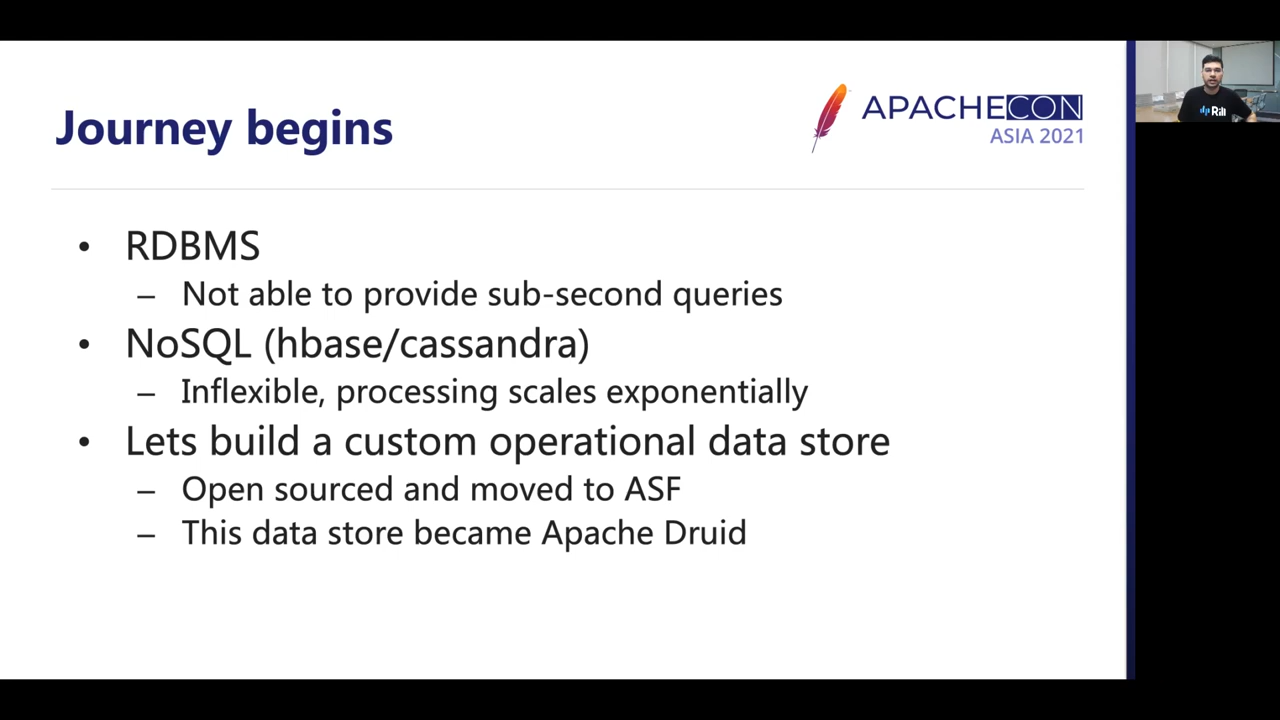 Journey begins
APACHECON
ASIA 2021
• RDBMS
– Not able to provide sub-second queries
• NoSQL (hbase/cassandra)
– Inflexible, processing scales exponentially
• Lets build a custom operational data store
– Open sourced and moved to ASF
– This data store became Apache Druid
Rill